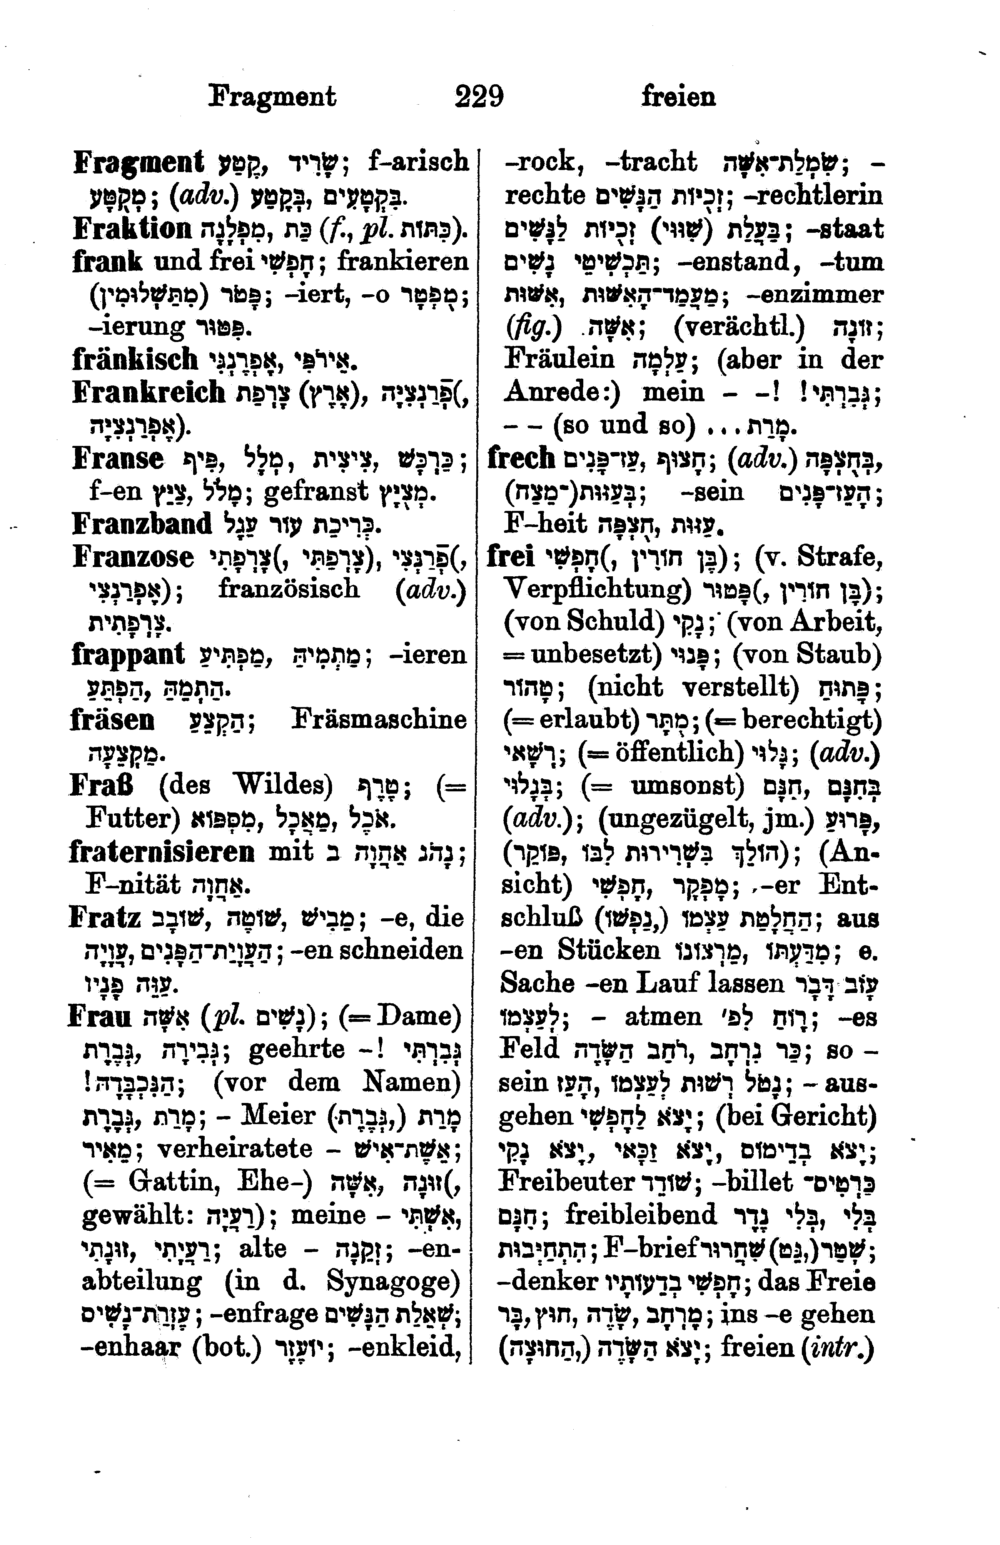 Fragment 229 freien
Fragment שָׂרִיד, קֶטַע; f-arisch
מְקֻטָּע; (adv.) בִּקְטָעִים, בְּקֶטַע.
Fraktion כַּת, מִפְלָגָה (f., pl. כִּתּוֹת).
frank und frei חָפְשִׁי; frankieren
פָּטֹר (מִתַּשְׁלוּמִין); -iert, -o מֻפְטָר;
-ierung פִּטּוּר.
fränkisch אֲפְרַנְגִּי, אִירֹפִּי.
Frankreich צָרְפַת (אֶרֶץ), פְֿרַנְצִיָּה(,
אֲפְרַנְצִיָּה).
Franse כַּרְכֹּשׁ, צִיצִית, מְלָל, פִּיף;
f-en צַיֵּץ, מַלֵּל; gefranst מְצֻיָּץ.
Franzband כְּרִיכַת עוֹר עֵגֶל.
Franzose צָרְפָתִי(, צָרְפַתִּי), פְֿרַנְצִי(,
אֲפְרַנְצִי); französisch (adv.)
צָרְפָתִית.
frappant מַפְתִּיעַ, מַתְמִיהַּ; -ieren
הַתְמַהּ, הַפְתַּע.
fräsen הַקְצַע; Fräsmaschine
מַקְצֵעָה.
Fraß (des Wildes) טֶרֶף; (=
Futter) אֹכֶל, מַאֲכָל, מִסְפּוֹא.
fraternisieren mit נָהֹג אַחֲוָה ב;
F-nität אַחֲוָה.
Fratz שׁוֹבָב, שׁוֹטֶה, מֵבִישׁ; -e, die
הַעֲוָיַת-הַפָּנִים, עֲוָיָה; -en schneiden
עַוֵּה פָנָיו.
Frau אִשָּׁה (pl. נָשִׁים); (= Dame)
גְּבִירָה, גְּבֶרֶת; geehrte -! גְּבִרְתִּי
הַנִּכְבָּדָה!; (vor dem Namen)
מָרַת, גְּבֶרֶת; - Meier מָרַת (גְּבֶרֶת,)
מֵאִיר; verheiratete - אֵשֶׁת-אִישׁ;
(= Gattin, Ehe-) אִשָּׁה, זוּגָה(,
gewählt: רַעְיָה); meine - אִשְׁתִּי,
רַעְיָתִי, זוּגָתִי; alte - זְקֵנָה; -en-
abteilung (in d. Synagoge)
עֶזְרַת-נָשִׁים; -enfrage שְׁאֵלַת הַנָּשִׁים;
-enhaar (bot.) יוֹעֶזֶר; -enkleid,
-rock, -tracht שִׂמְלַת-אִשָּׁה; -
rechte זְכֻיּוֹת הַנָּשִׁים; -rechtlerin
בַּעֲלַת (שִׁוּוּי) זְכֻיּוֹת לַנָּשִׁים; -staat
תַּכְשִׁיטֵי נָשִׁים; -enstand, -tum
מַעֲמַד-הָאִשּׁוּת, אִשּׁוּת; -enzimmer
(fig.) אִשָּׁה; (verächtl.) זוֹנָה;
Fräulein עַלְמָה; (aber in der
Anrede:) mein - -! גְּבִרְתִּי!;
- - (so und so) מָרַת...
frech עַז-פָּנִים, חָצוּף; (adv.) בְּחֻצְפָּה,
בְּעַזּוּת(-מֵצַח); -sein הָעֵז-פָּנִים;
F-heit עַזּוּת, חֻצְפָּה.
frei חָפְשִׁי(, בֶּן חוֹרִין); (v. Strafe,
Verpflichtung) פָּטוּר(, בֶּן חוֹרִין);
(von Schuld) נָקִי; (von Arbeit,
= unbesetzt) פָּנוּי; (von Staub)
טָהוֹר; (nicht verstellt) פָּתוּחַ;
(= erlaubt) מֻתָּר; (= berechtigt)
רַשָּׁאי; (= öffentlich) גָּלוּי; (adv.)
בְּגָלוּי; (= umsonst) חִנָּם, בְּחִנָּם
(adv.); (ungezügelt, jm.) פָּרוּעַ,
(הוֹלֵךְ בִּשְׁרִירוּת לִבּוֹ, פּוֹקֵר); (An-
sicht) חָפְשִׁי, מֻפְקָר; -er Ent-
schluß הַחְלָטַת עַצְמוֹ (נַפְשׁוֹ,); aus
-en Stücken מִדַּעְתּוֹ, מֵרְצוֹנוֹ; e.
Sache -en Lauf lassen עָזֹב דָּבָר
לְעַצְמוֹ; - atmen רָוַח לְפִ'; -es
Feld כַּר נִרְחָב, רֹחַב הַשָּׂדֶה; so -
sein נָטֹל רְשׁוּת לְעַצְמוֹ, הָעֵז; - aus-
gehen יָצֹא לַחָפְשִׁי; (bei Gericht)
יָצֹא בְדִימוֹס, יָצֹא זַכַּאי, יָצֹא נָקִי;
Freibeuter שׁוֹדֵד; -billet כַּרְטִיס-
חִנָּם; freibleibend בְּלִי נֶדֶר, בְּלִי
הִתְחַיְּבוּת; F-brief שְׁטַר (גֵּט,) שִׁחְרוּר;
-denker חָפְשִׁי בְדֵעוֹתָיו; das Freie
מֶרְחָב, שָׂדֶה, חוּץ, בָּר; ins -e gehen
יָצֹא הַשָּׂדֶה (הַחוּצָה,); freien (intr.)